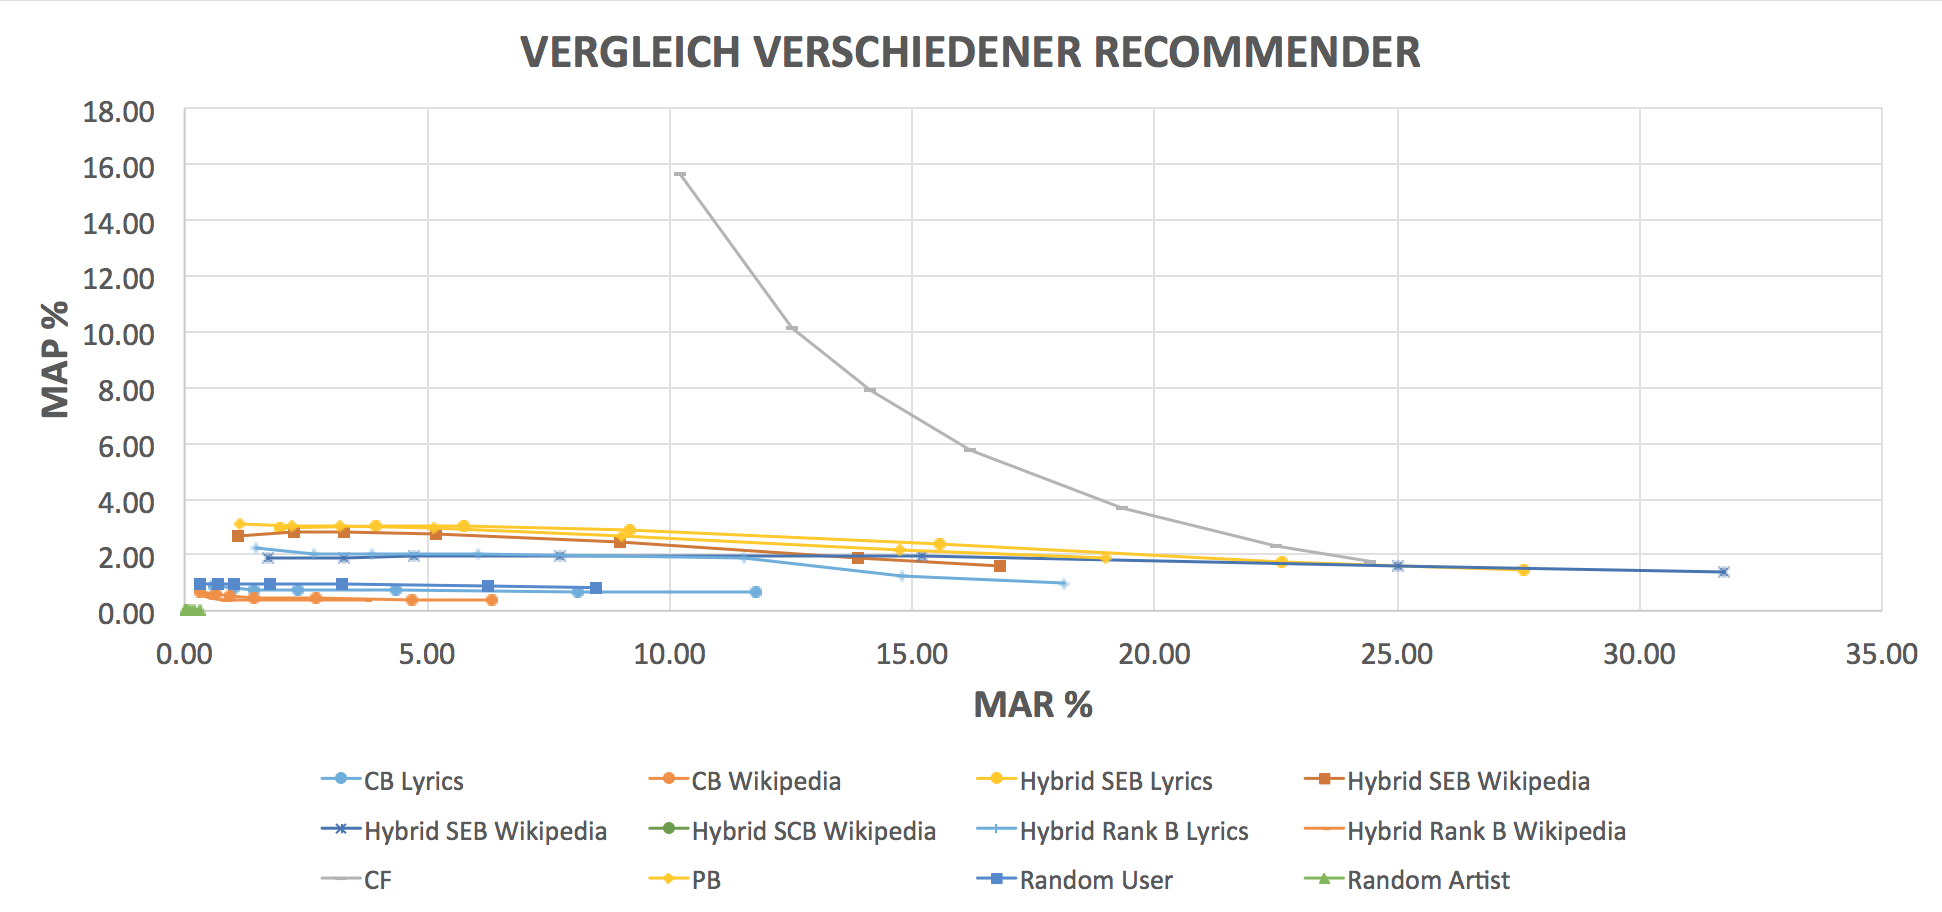 VERGLEICH VERSCHIEDENER RECOMMENDER
18.00
16.00
14.00
12.00
10.00
8.00
6.00
4.00
2.00
0.00
MAP %
0.00 5.00 10.00 15.00 20.00 25.00 30.00 35.00
MAR %
CB Lyrics CB Wikipedia Hybrid SEB Lyrics Hybrid SEB Wikipedia
Hybrid SEB Wikipedia Hybrid SCB Wikipedia Hybrid Rank B Lyrics Hybrid Rank B Wikipedia
CF PB Random User Random Artist